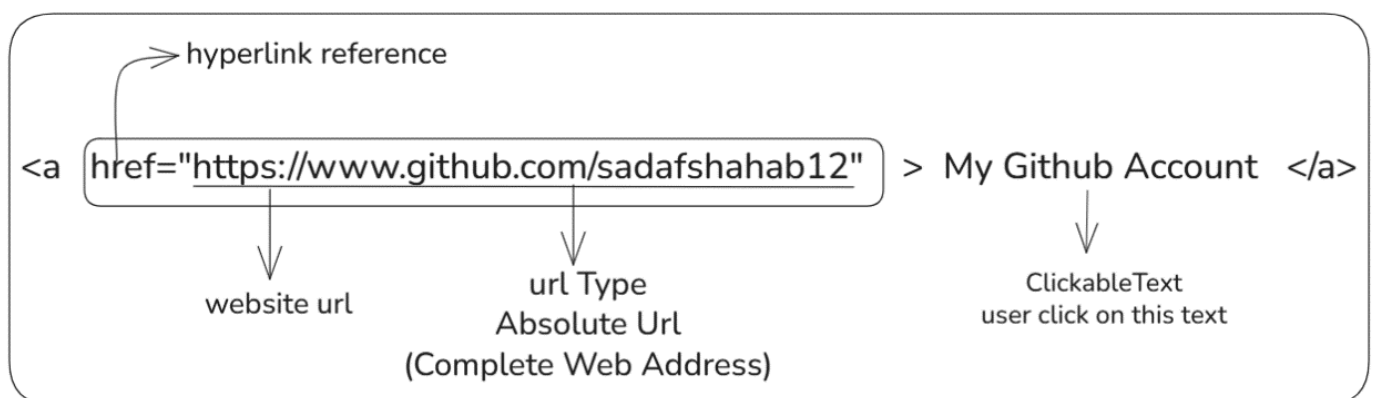 hyperlink reference
<a href="https://www.github.com/sadafshahab12" > My Github Account </a>
website url
url Type
Absolute Url
(Complete Web Address)
ClickableText
user click on this text